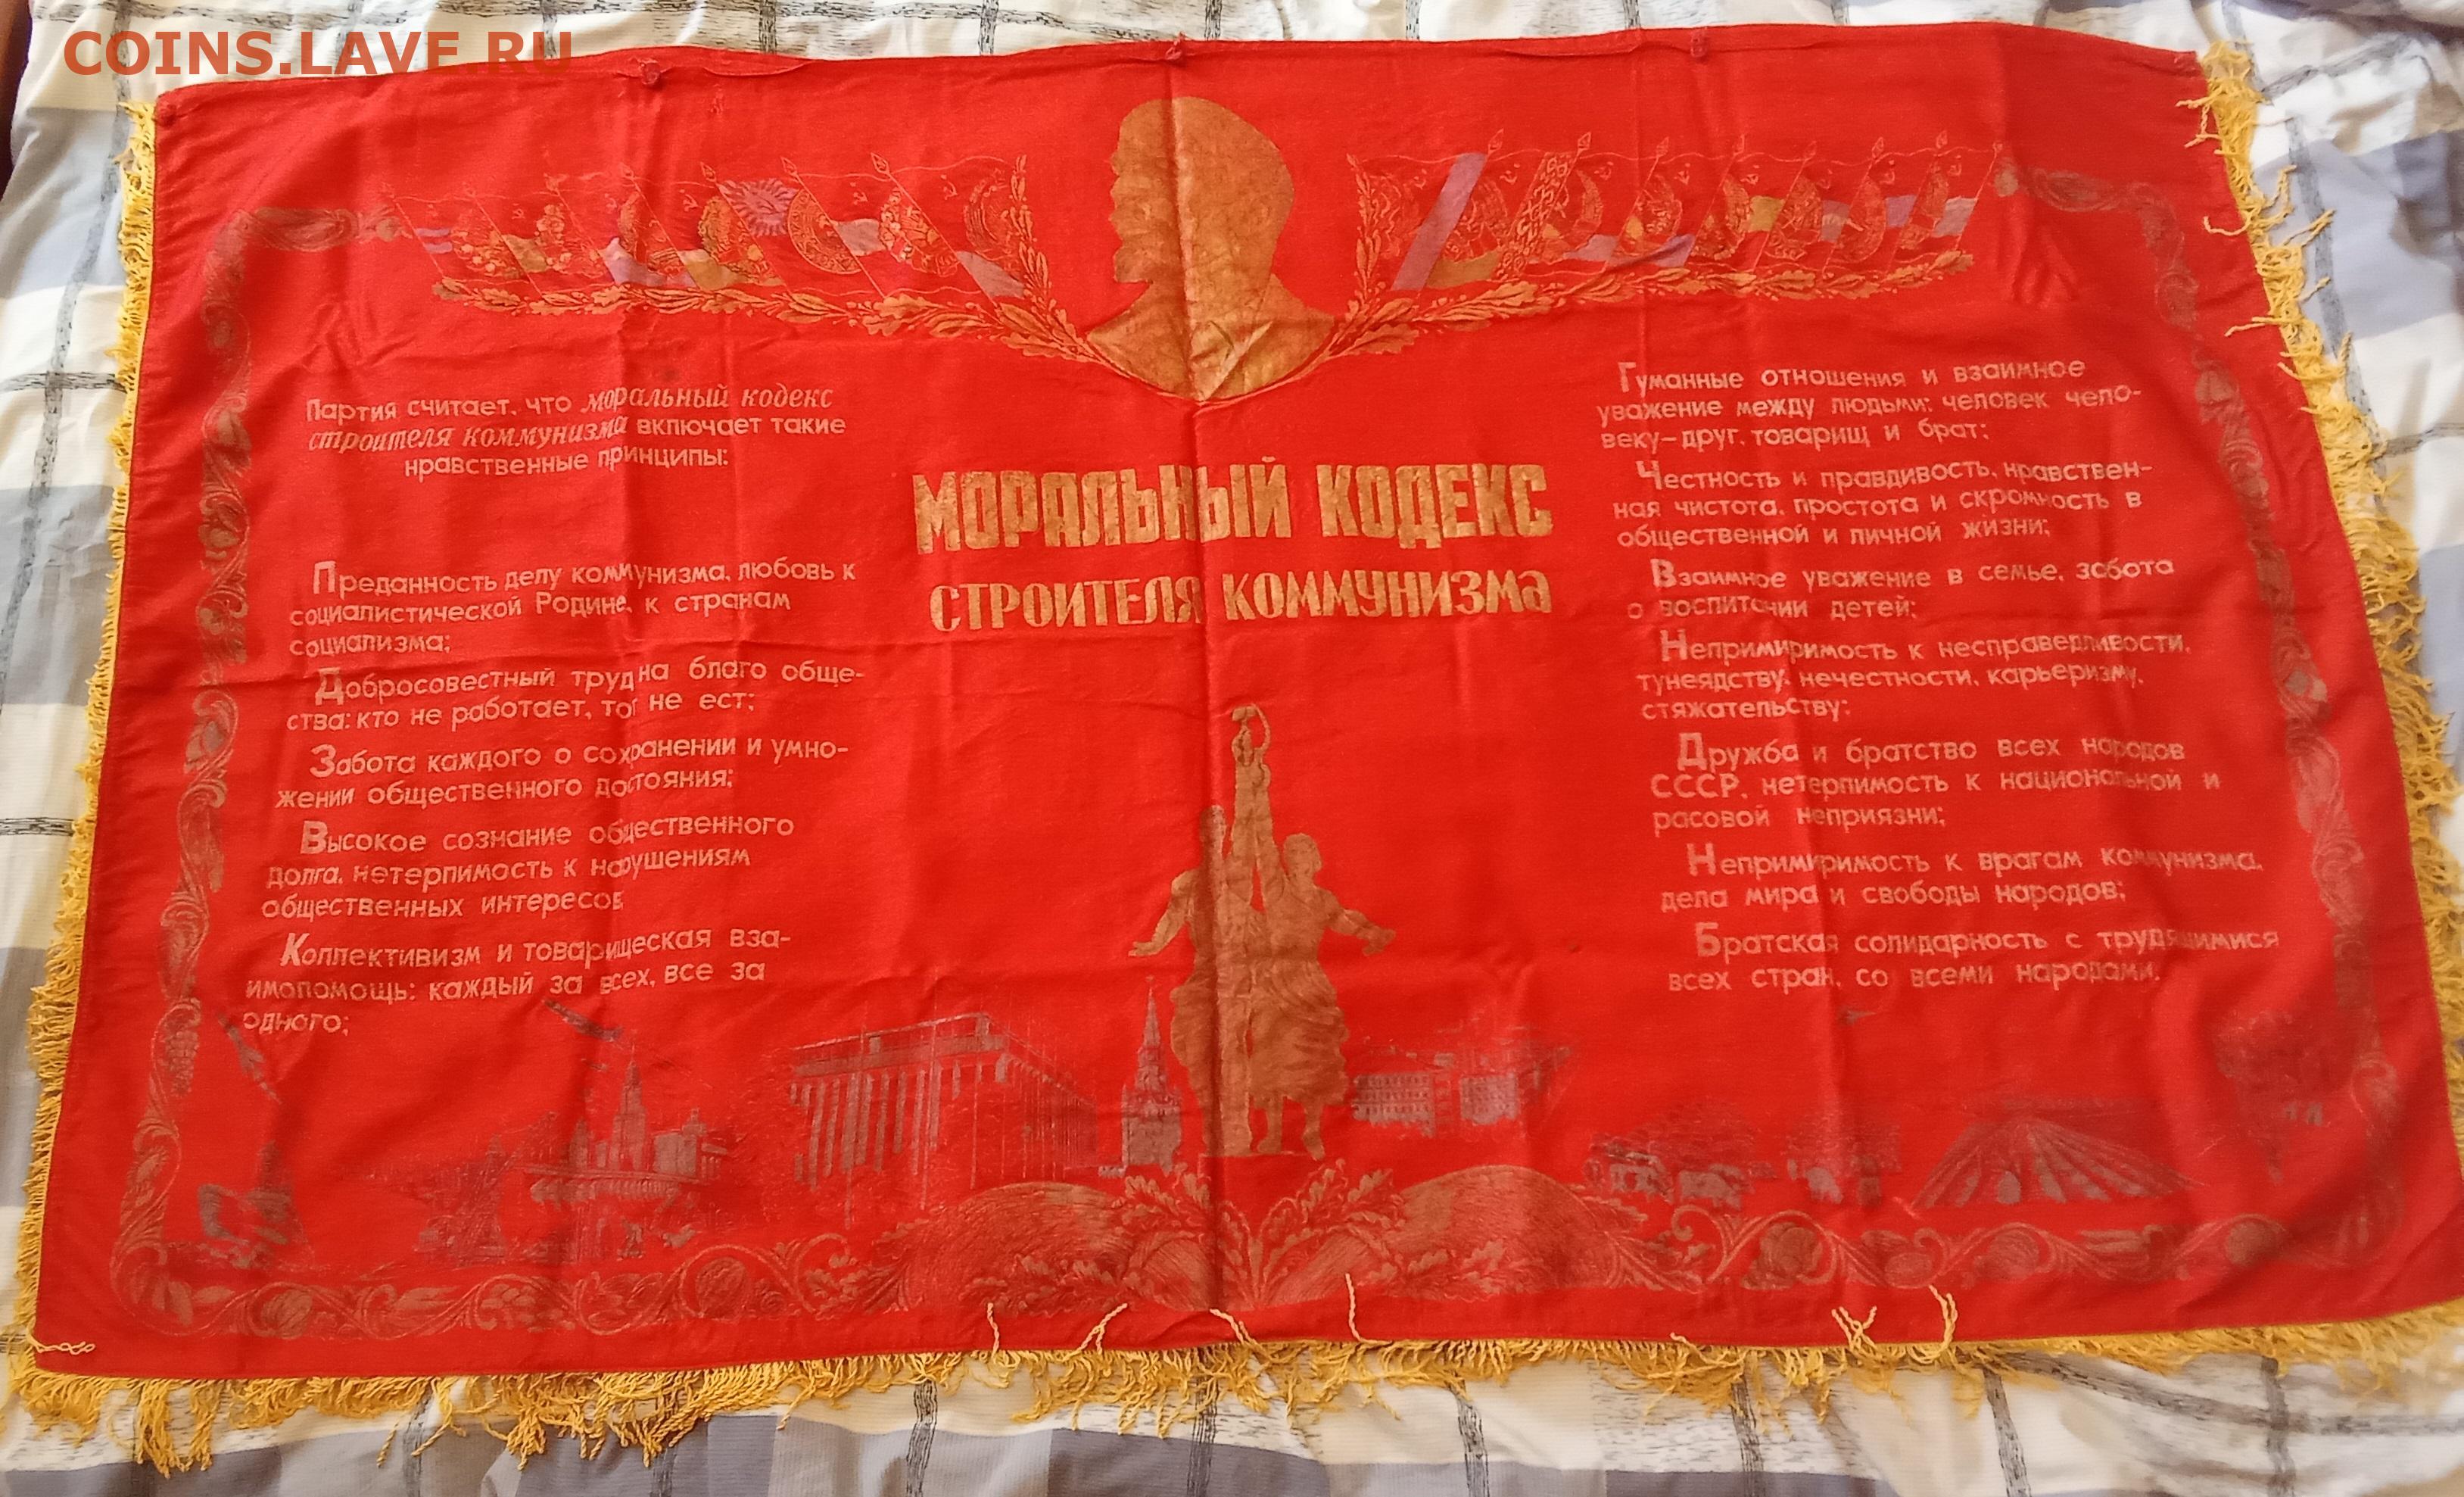 COINS.LAVE.RU
Партия считает, что моральный кодекс
строителя коммунизма включает такие
нравственные принципы:
Преданность делу коммунизма, любовь к
социалистической Родине, к странам
социализма;
Добросовестный труд на благо обще-
ства: кто не работает, тот не ест;
Забота каждого о сохранении и умно-
жении общественного достояния;
Высокое сознание общественного
долга, нетерпимость к нарушениям
общественных интересов
Коллективизм и товарищеская вза-
имопомощь: каждый за всех, все за
одного;
МОРАЛЬНЫЙ КОДЕКС
СТРОИТЕЛЯ КОММУНИЗМА
Гуманные отношения и взаимное
уважение между людьми: человек чело-
веку-друг, товарищ и брат;
Честность и правдивость, нравствен-
ная чистота, простота и скромность в
общественной и личной жизни;
Взаимное уважение в семье, забота
о воспитании детей;
Непримиримость к несправедливости,
тунеядству, нечестности, карьеризму,
стяжательству;
Дружба и братство всех народов
СССР, нетерпимость к национальной и
расовой неприязни;
Непримиримость к врагам коммунизма,
дела мира и свободы народов;
Братская солидарность с трудящимися
всех стран, со всеми народами.